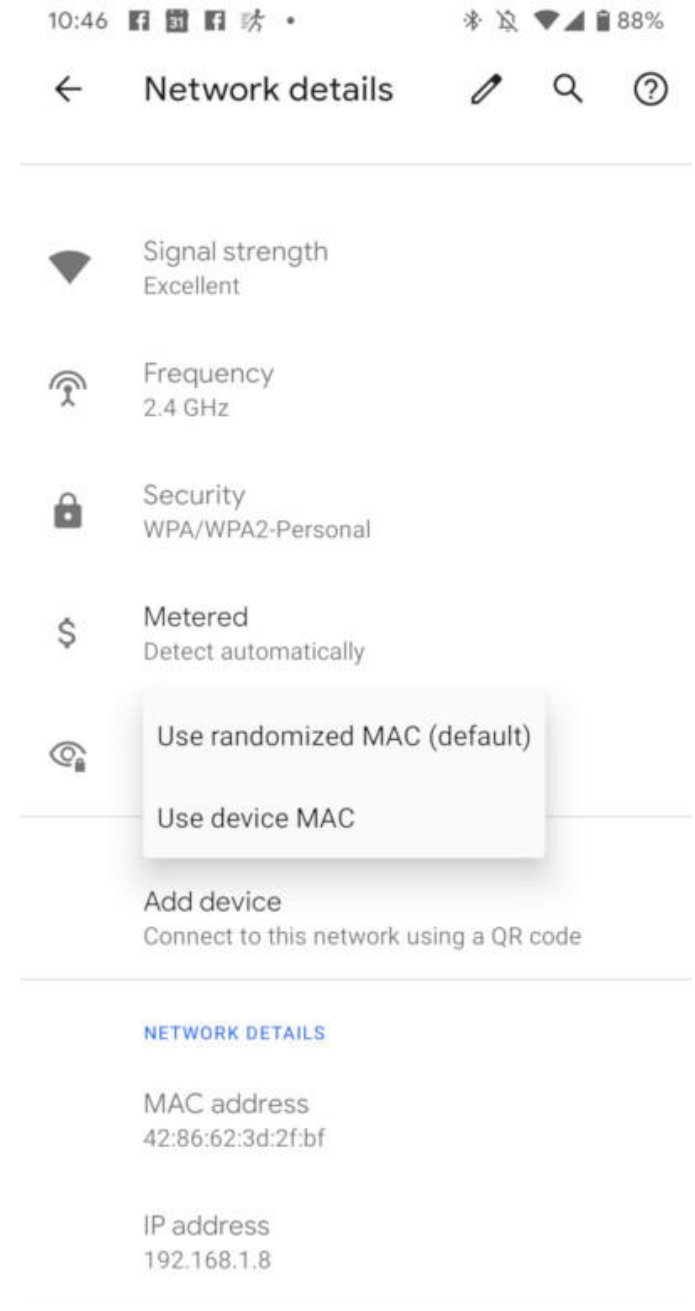 10:46 31 88%
Network details
Signal strength
Excellent
Frequency
2.4 GHz
Security
WPA/WPA2-Personal
$ Metered
Detect automatically
Use randomized MAC (default)
Use device MAC
Add device
Connect to this network using a QR code
NETWORK DETAILS
MAC address
42:86:62:3d:2f:bf
IP address
192.168.1.8